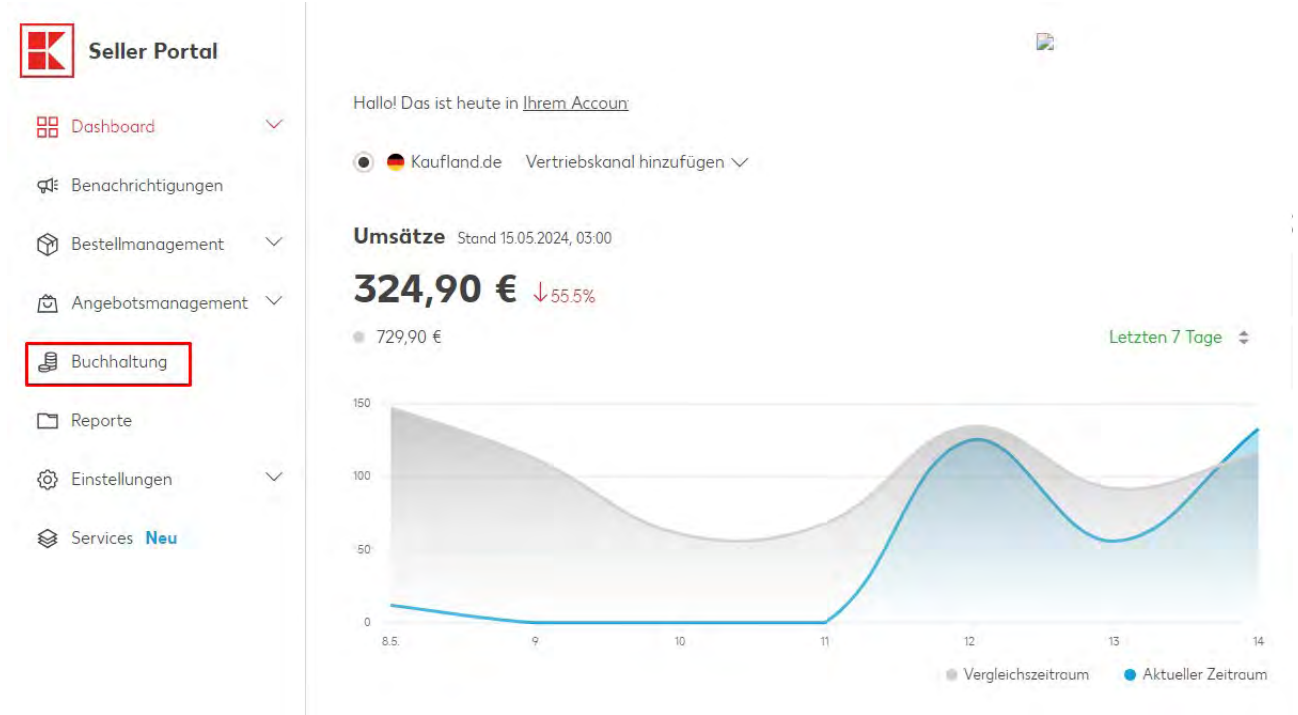 Seller Portal
Dashboard
Benachrichtigungen
Bestellmanagement
Angebotsmanagement
Buchhaltung
Reporte
Einstellungen
Services Neu
Hallo! Das ist heute in Ihrem Accoun
Kaufland.de Vertriebskanal hinzufügen
Umsätze Stand 15.05.2024, 03:00
324,90 € ↓55.5%
729,90 €
Letzten 7 Tage
150
100
50
0
8.5. 9 10 11 12 13 14
Vergleichszeitraum Aktueller Zeitraum